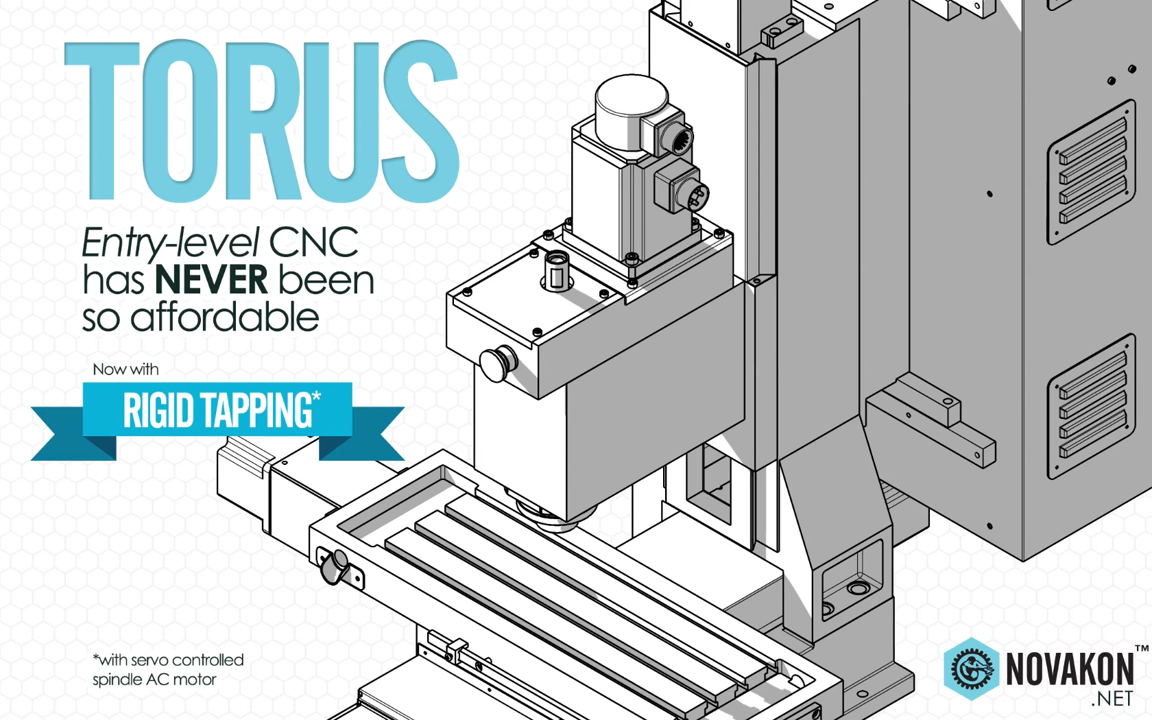 TORUS
Entry-level CNC
has NEVER been
so affordable
Now with
RIGID TAPPING*
*with servo controlled
spindle AC motor
NOVAKON™
.NET